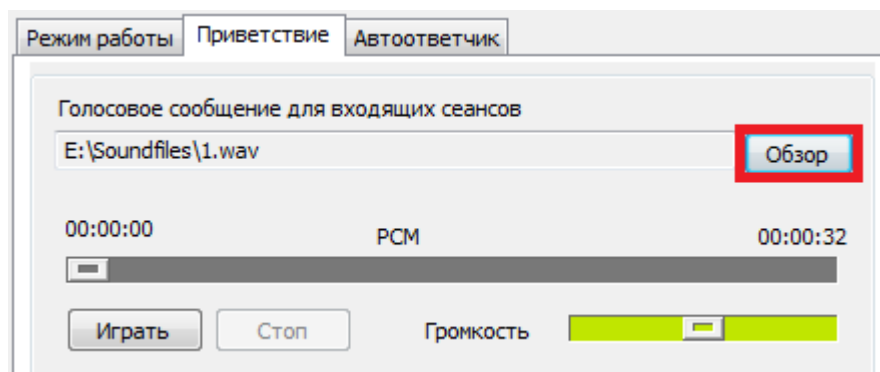 Режим работы Приветствие Автоответчик
Голосовое сообщение для входящих сеансов
E:\Soundfiles\1.wav Обзор
00:00:00 PCM 00:00:32
Играть Стоп Громкость